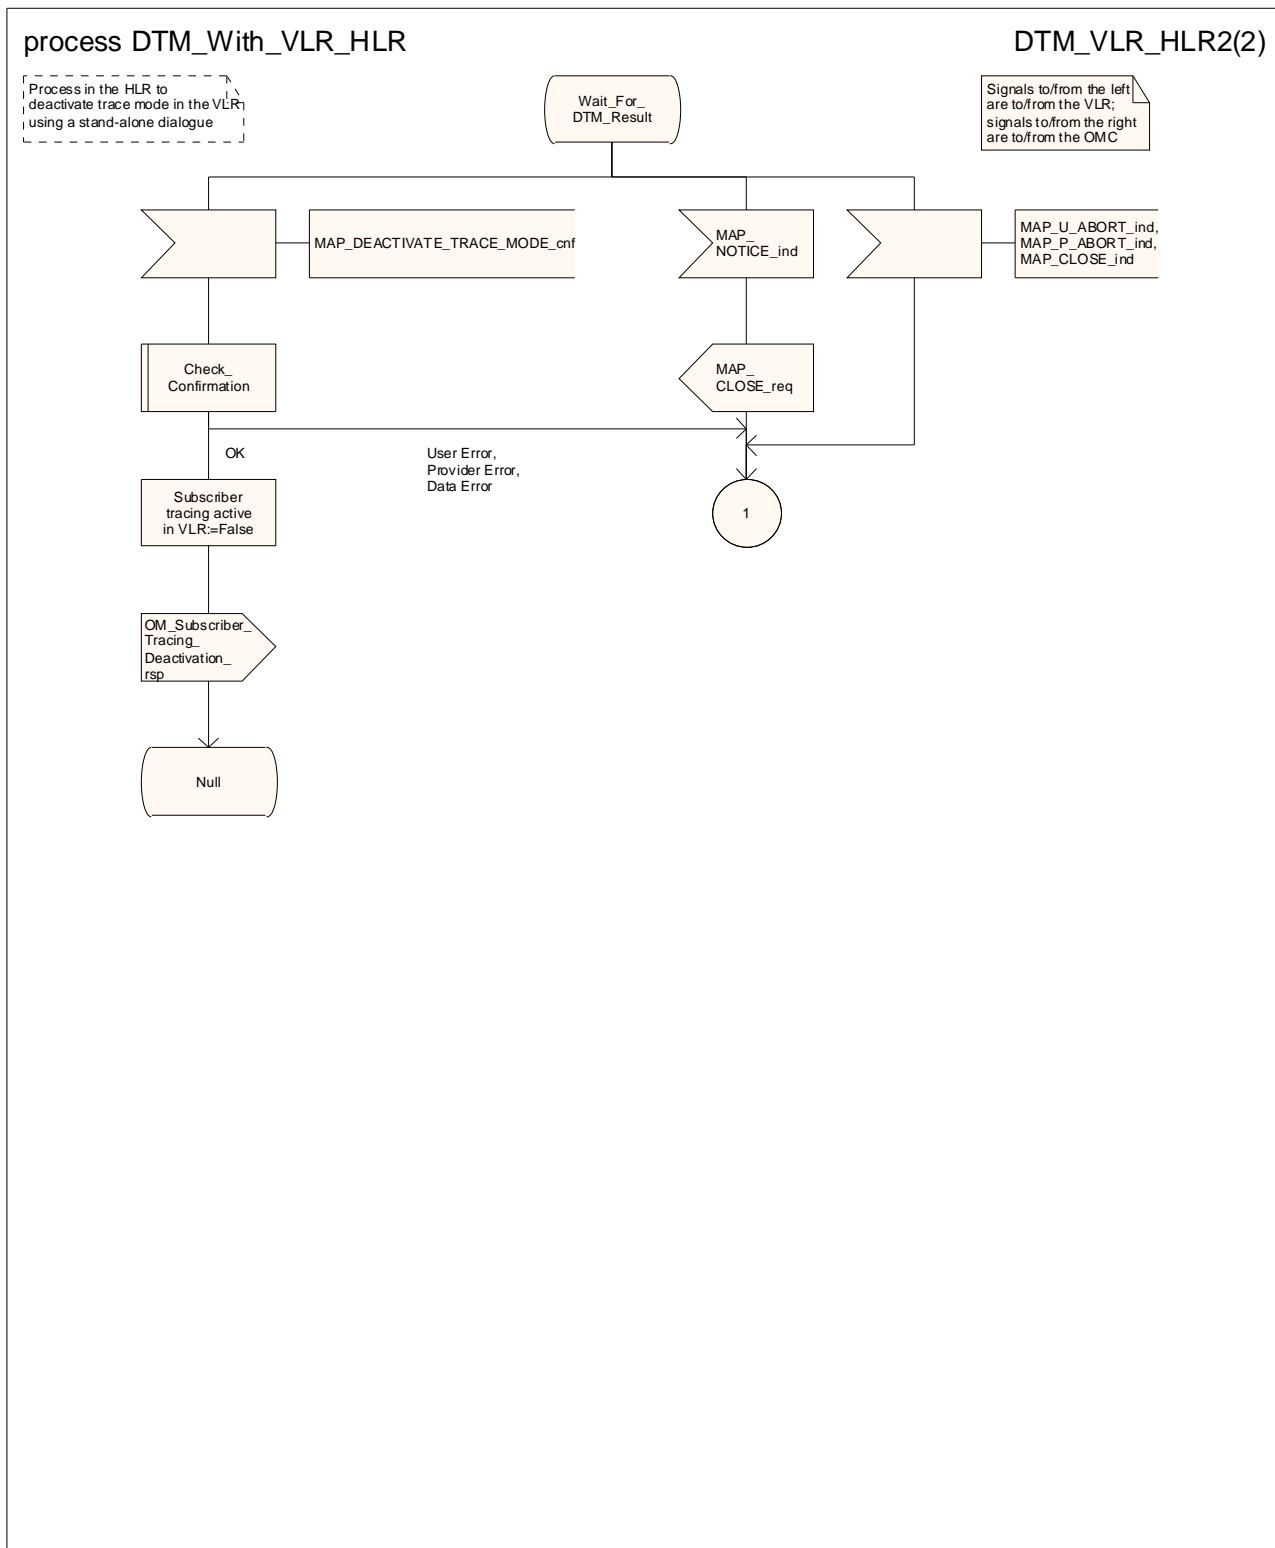 process DTM_With_VLR_HLR
DTM_VLR_HLR2(2)
Process in the HLR to
deactivate trace mode in the VLR
using a stand-alone dialogue
Wait_For_
DTM_Result
Signals to/from the left
are to/from the VLR;
signals to/from the right
are to/from the OMC
MAP_DEACTIVATE_TRACE_MODE_cnf
MAP_
NOTICE_ind
MAP_U_ABORT_ind,
MAP_P_ABORT_ind,
MAP_CLOSE_ind
Check_
Confirmation
MAP_
CLOSE_req
OK
User Error,
Provider Error,
Data Error
Subscriber
tracing active
in VLR:=False
1
OM_Subscriber_
Tracing_
Deactivation_
rsp
Null